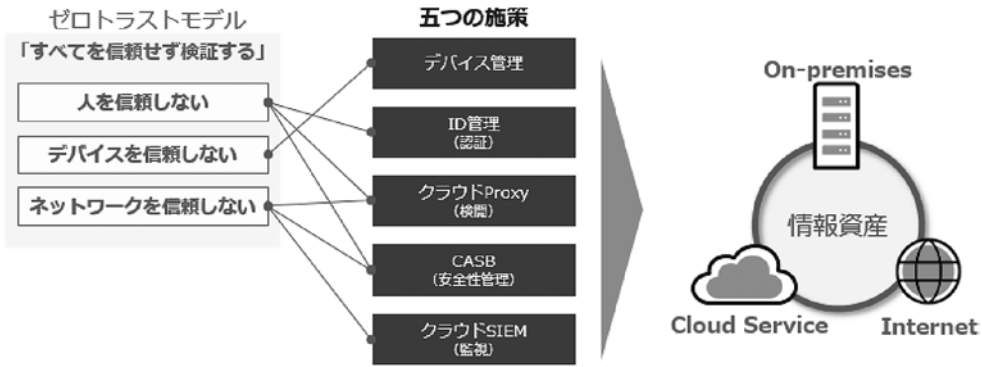 ゼロトラストモデル
「すべてを信頼せず検証する」
人を信頼しない
デバイスを信頼しない
ネットワークを信頼しない
五つの施策
デバイス管理
ID管理
（認証）
クラウドProxy
（検閲）
CASB
（安全性管理）
クラウドSIEM
（監視）
On-premises
情報資産
Cloud Service
Internet